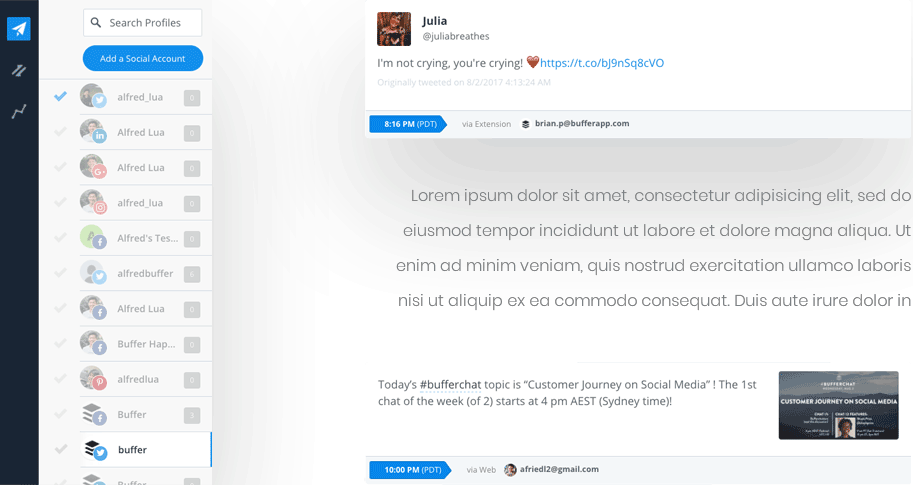 Search Profiles
Add a Social Account
alfred_lua 0
Alfred Lua 0
Alfred Lua 0
alfred_lua 0
Alfred's Tes... 0
alfredbuffer 6
Alfred Lua 0
Buffer Hap... 0
alfredlua 0
Buffer 3
buffer
Buffer
Julia
@juliabreathes
I'm not crying, you're crying! ❤️https://t.co/bJ9nSq8cVO
Originally tweeted on 8/2/2017 4:13:24 AM
8:16 PM (PDT) via Extension brian.p@bufferapp.com
Lorem ipsum dolor sit amet, consectetur adipisicing elit, sed do
eiusmod tempor incididunt ut labore et dolore magna aliqua. Ut
enim ad minim veniam, quis nostrud exercitation ullamco laboris
nisi ut aliquip ex ea commodo consequat. Duis aute irure dolor in
Today's #bufferchat topic is “Customer Journey on Social Media” ! The 1st
chat of the week (of 2) starts at 4 pm AEST (Sydney time)!
#BUFFERCHAT
CUSTOMER JOURNEY ON SOCIAL MEDIA
10:00 PM (PDT) via Web afriedl2@gmail.com